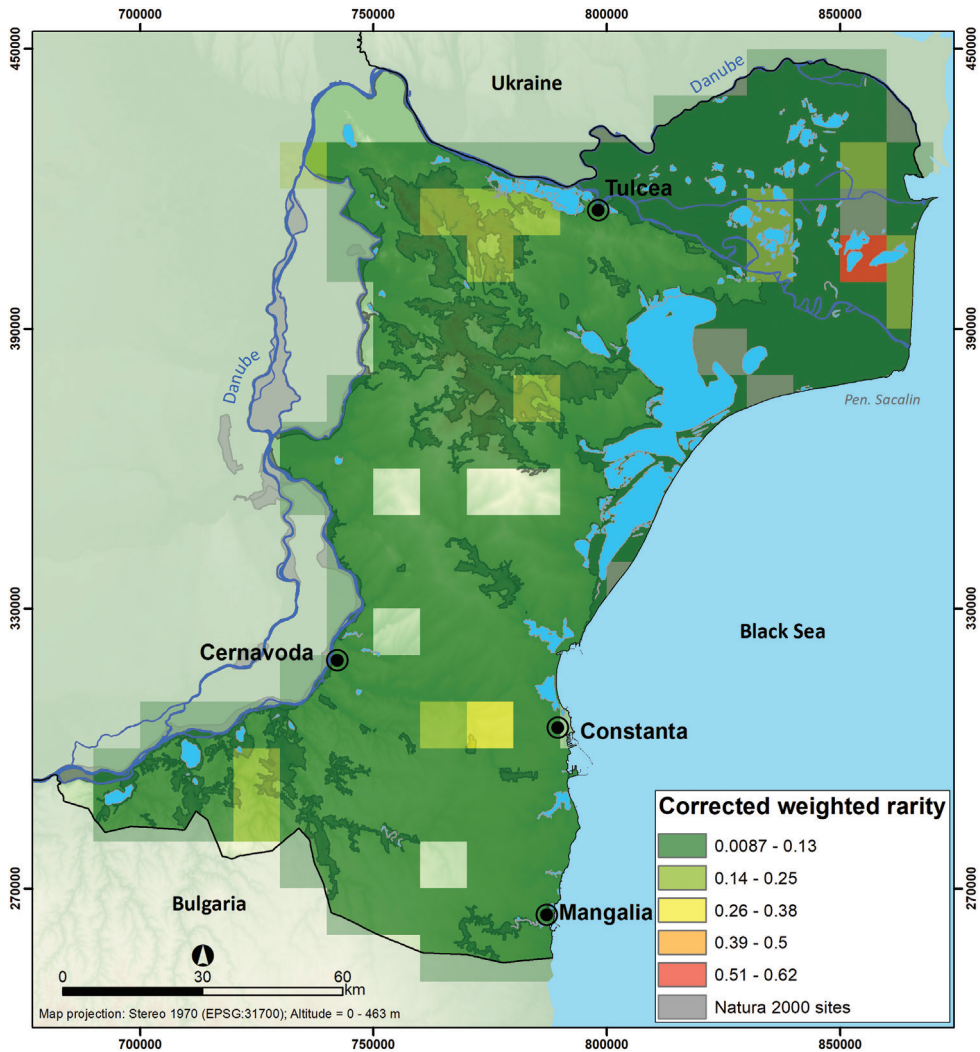 700000 750000 800000 850000
450000
450000
Ukraine
Danube
Tulcea
390000
390000
Danube
Pen. Sacalin
330000
330000
Black Sea
Cernavoda
Constanta
Corrected weighted rarity
0.0087 - 0.13
0.14 - 0.25
0.26 - 0.38
0.39 - 0.5
0.51 - 0.62
Natura 2000 sites
270000
270000
Bulgaria
Mangalia
0 30 60
km
Map projection: Stereo 1970 (EPSG:31700); Altitude = 0 - 463 m
700000 750000 800000 850000